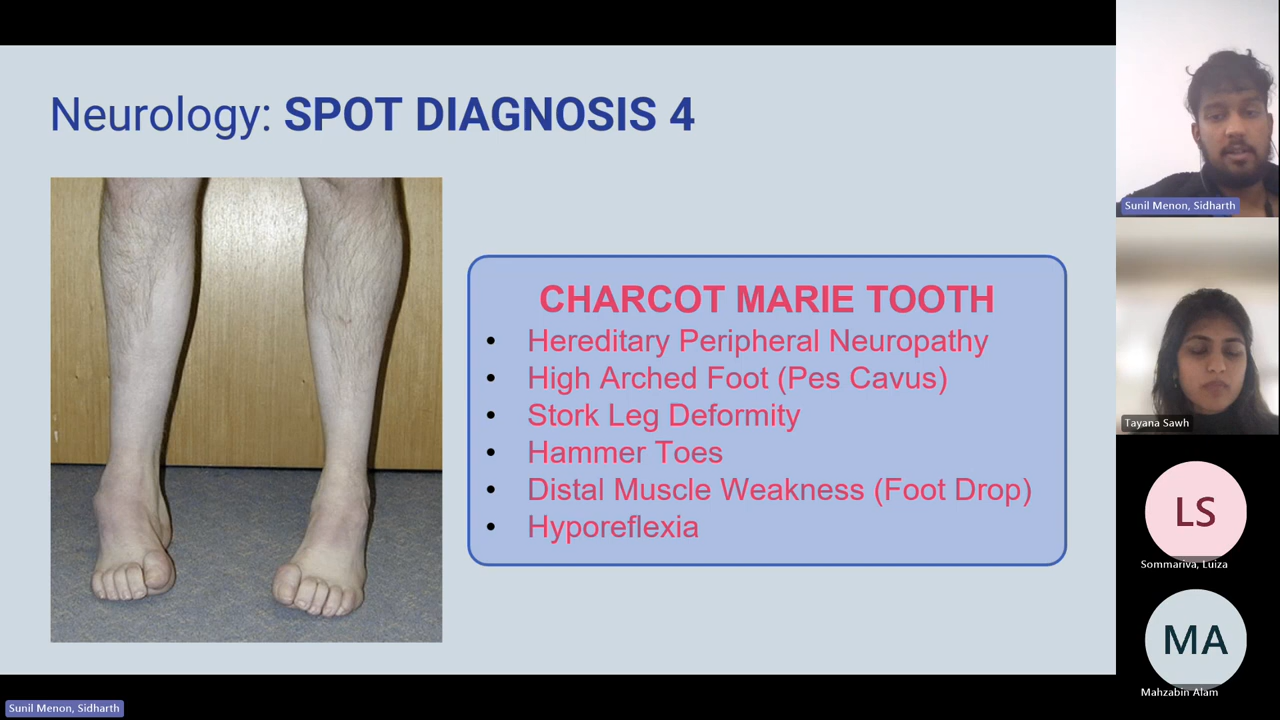 Neurology: SPOT DIAGNOSIS 4
CHARCOT MARIE TOOTH
• Hereditary Peripheral Neuropathy
• High Arched Foot (Pes Cavus)
• Stork Leg Deformity
• Hammer Toes
• Distal Muscle Weakness (Foot Drop)
• Hyporeflexia
Sunil Menon, Sidharth
Tayana Sawh
LS
Sommariva, Luiza
MA
Mahzabin Alam
Sunil Menon, Sidharth